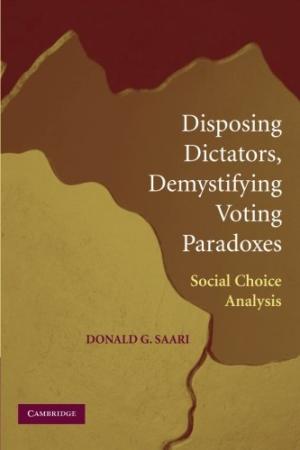 Disposing
Dictators,
Demystifying
Voting
Paradoxes
Social Choice
Analysis
DONALD G. SAARI
CAMBRIDGE